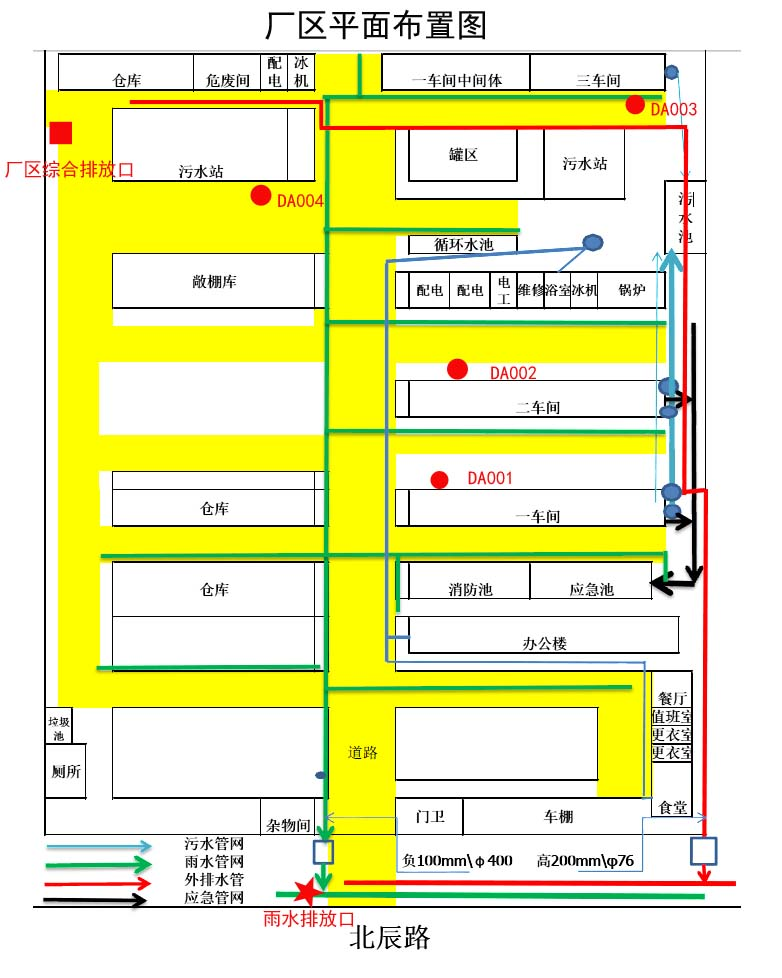 厂区平面布置图
仓库
危废间
配电
冰机
一车间中间体
三车间
DA003
厂区综合排放口
污水站
罐区
污水站
DA004
污水池
循环水池
敞棚库
配电
配电
电工
维修
浴室
冰机
锅炉
DA002
二车间
DA001
仓库
一车间
仓库
消防池
应急池
办公楼
餐厅
垃圾池
值班室
更衣室
道路
更衣室
厕所
食堂
杂物间
门卫
车棚
污水管网
雨水管网
外排水管
应急管网
负100mm\φ400
高200mm\φ76
雨水排放口
北辰路